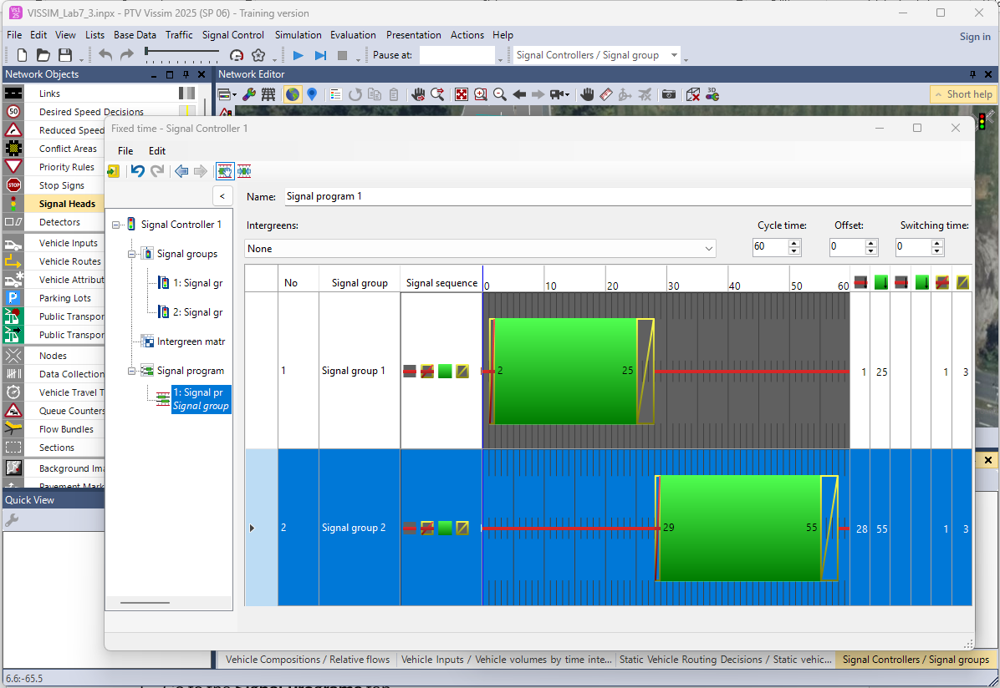 VISSIM_Lab7_3.inpx - PTV Vissim 2025 (SP 06) - Training version
File Edit View Lists Base Data Traffic Signal Control Simulation Evaluation Presentation Actions Help
Sign in
Pause at:
Signal Controllers / Signal group
Network Objects
Network Editor
Short help
Links
Desired Speed Decisions
Reduced Speed
Conflict Areas
Priority Rules
Stop Signs
Signal Heads
Detectors
Vehicle Inputs
Vehicle Routes
Vehicle Attribut
Parking Lots
Public Transpor
Public Transpor
Nodes
Data Collection
Vehicle Travel T
Queue Counters
Flow Bundles
Sections
Background Ima
Pavement Mark
Quick View
Fixed time - Signal Controller 1
File Edit
<
Signal Controller 1
Signal groups
1: Signal gr
2: Signal gr
Intergreen matr
Signal program
1: Signal pr
Signal group
Name: Signal program 1
Intergreens:
None
Cycle time:
60
Offset:
0
Switching time:
0
No Signal group Signal sequence 0 10 20 30 40 50 60
1 Signal group 1 2 25 1 25 1 3
2 Signal group 2 29 55 28 55 1 3
Vehicle Compositions / Relative flows
Vehicle Inputs / Vehicle volumes by time inte...
Static Vehicle Routing Decisions / Static vehic...
Signal Controllers / Signal groups
6.6:-65.5